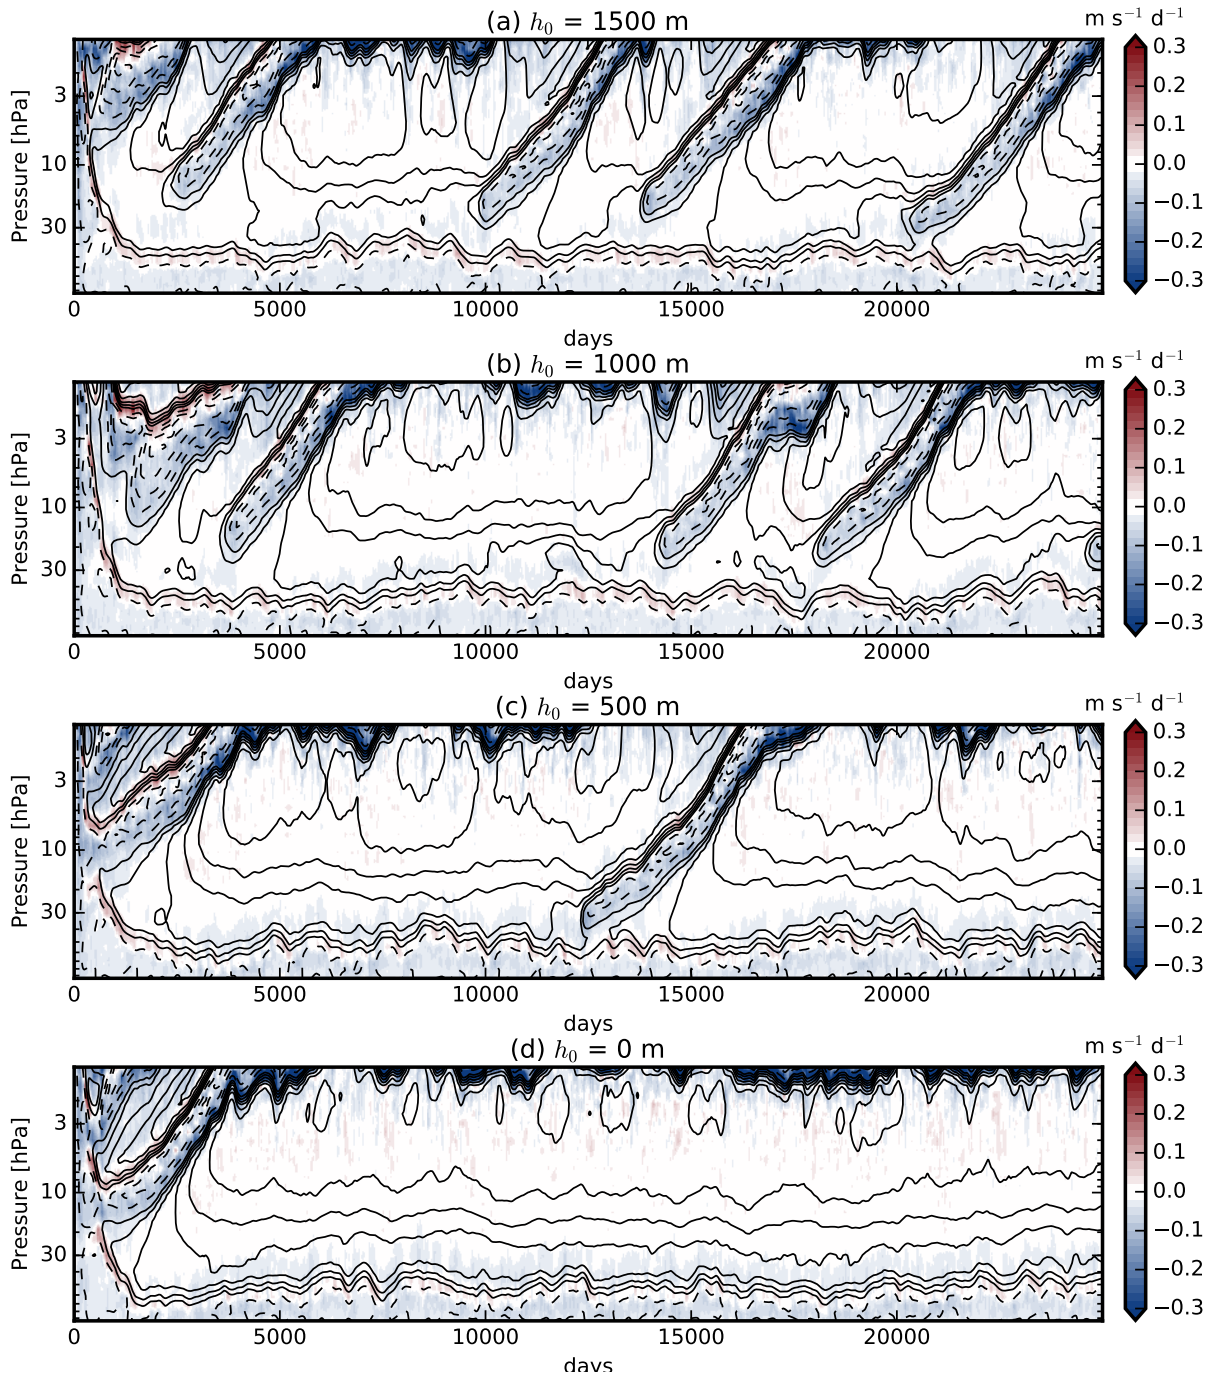 (a) h₀ = 1500 m
m s⁻¹ d⁻¹
Pressure [hPa]
3
10
30
0 5000 10000 15000 20000
days
0.3
0.2
0.1
0.0
−0.1
−0.2
−0.3
(b) h₀ = 1000 m
m s⁻¹ d⁻¹
Pressure [hPa]
3
10
30
0 5000 10000 15000 20000
days
0.3
0.2
0.1
0.0
−0.1
−0.2
−0.3
(c) h₀ = 500 m
m s⁻¹ d⁻¹
Pressure [hPa]
3
10
30
0 5000 10000 15000 20000
days
0.3
0.2
0.1
0.0
−0.1
−0.2
−0.3
(d) h₀ = 0 m
m s⁻¹ d⁻¹
Pressure [hPa]
3
10
30
0 5000 10000 15000 20000
days
0.3
0.2
0.1
0.0
−0.1
−0.2
−0.3